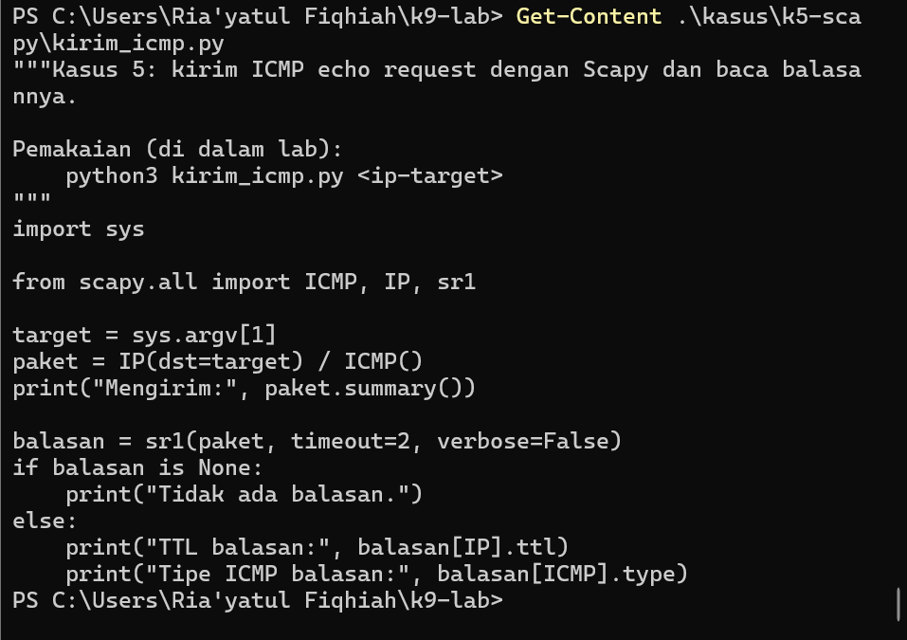 PS C:\Users\Ria'yatul Fiqhiah\k9-lab> Get-Content .\kasus\k5-sca
py\kirim_icmp.py
"""Kasus 5: kirim ICMP echo request dengan Scapy dan baca balasa
nnya.

Pemakaian (di dalam lab):
    python3 kirim_icmp.py <ip-target>
"""
import sys

from scapy.all import ICMP, IP, sr1

target = sys.argv[1]
paket = IP(dst=target) / ICMP()
print("Mengirim:", paket.summary())

balasan = sr1(paket, timeout=2, verbose=False)
if balasan is None:
    print("Tidak ada balasan.")
else:
    print("TTL balasan:", balasan[IP].ttl)
    print("Tipe ICMP balasan:", balasan[ICMP].type)
PS C:\Users\Ria'yatul Fiqhiah\k9-lab>